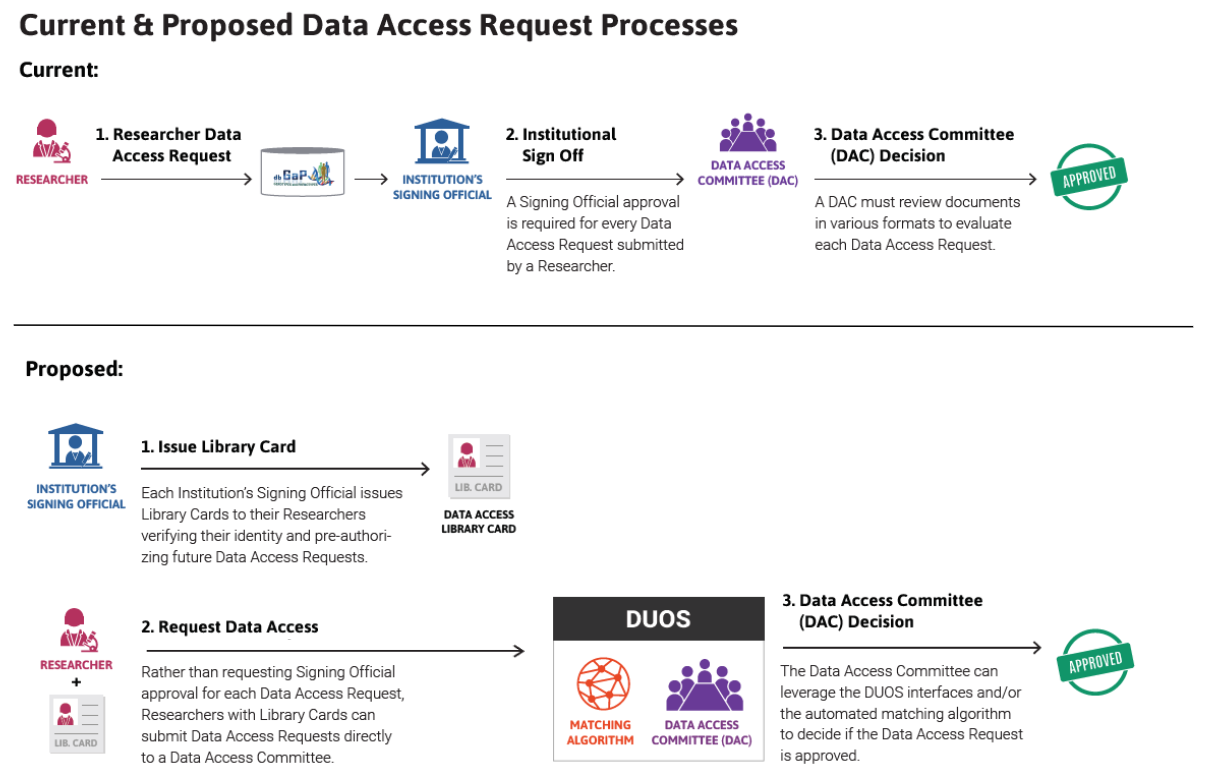 Current & Proposed Data Access Request Processes
Current:
1. Researcher Data
Access Request
RESEARCHER
dbGaP
INSTITUTION'S
SIGNING OFFICIAL
2. Institutional
Sign Off
A Signing Official approval
is required for every Data
Access Request submitted
by a Researcher.
DATA ACCESS
COMMITTEE (DAC)
3. Data Access Committee
(DAC) Decision
A DAC must review documents
in various formats to evaluate
each Data Access Request.
APPROVED
Proposed:
INSTITUTION'S
SIGNING OFFICIAL
1. Issue Library Card
Each Institution's Signing Official issues
Library Cards to their Researchers
verifying their identity and pre-authori-
zing future Data Access Requests.
LIB. CARD
DATA ACCESS
LIBRARY CARD
RESEARCHER
+
LIB. CARD
2. Request Data Access
Rather than requesting Signing Official
approval for each Data Access Request,
Researchers with Library Cards can
submit Data Access Requests directly
to a Data Access Committee.
DUOS
MATCHING
ALGORITHM
DATA ACCESS
COMMITTEE (DAC)
3. Data Access Committee
(DAC) Decision
The Data Access Committee can
leverage the DUOS interfaces and/or
the automated matching algorithm
to decide if the Data Access Request
is approved.
APPROVED